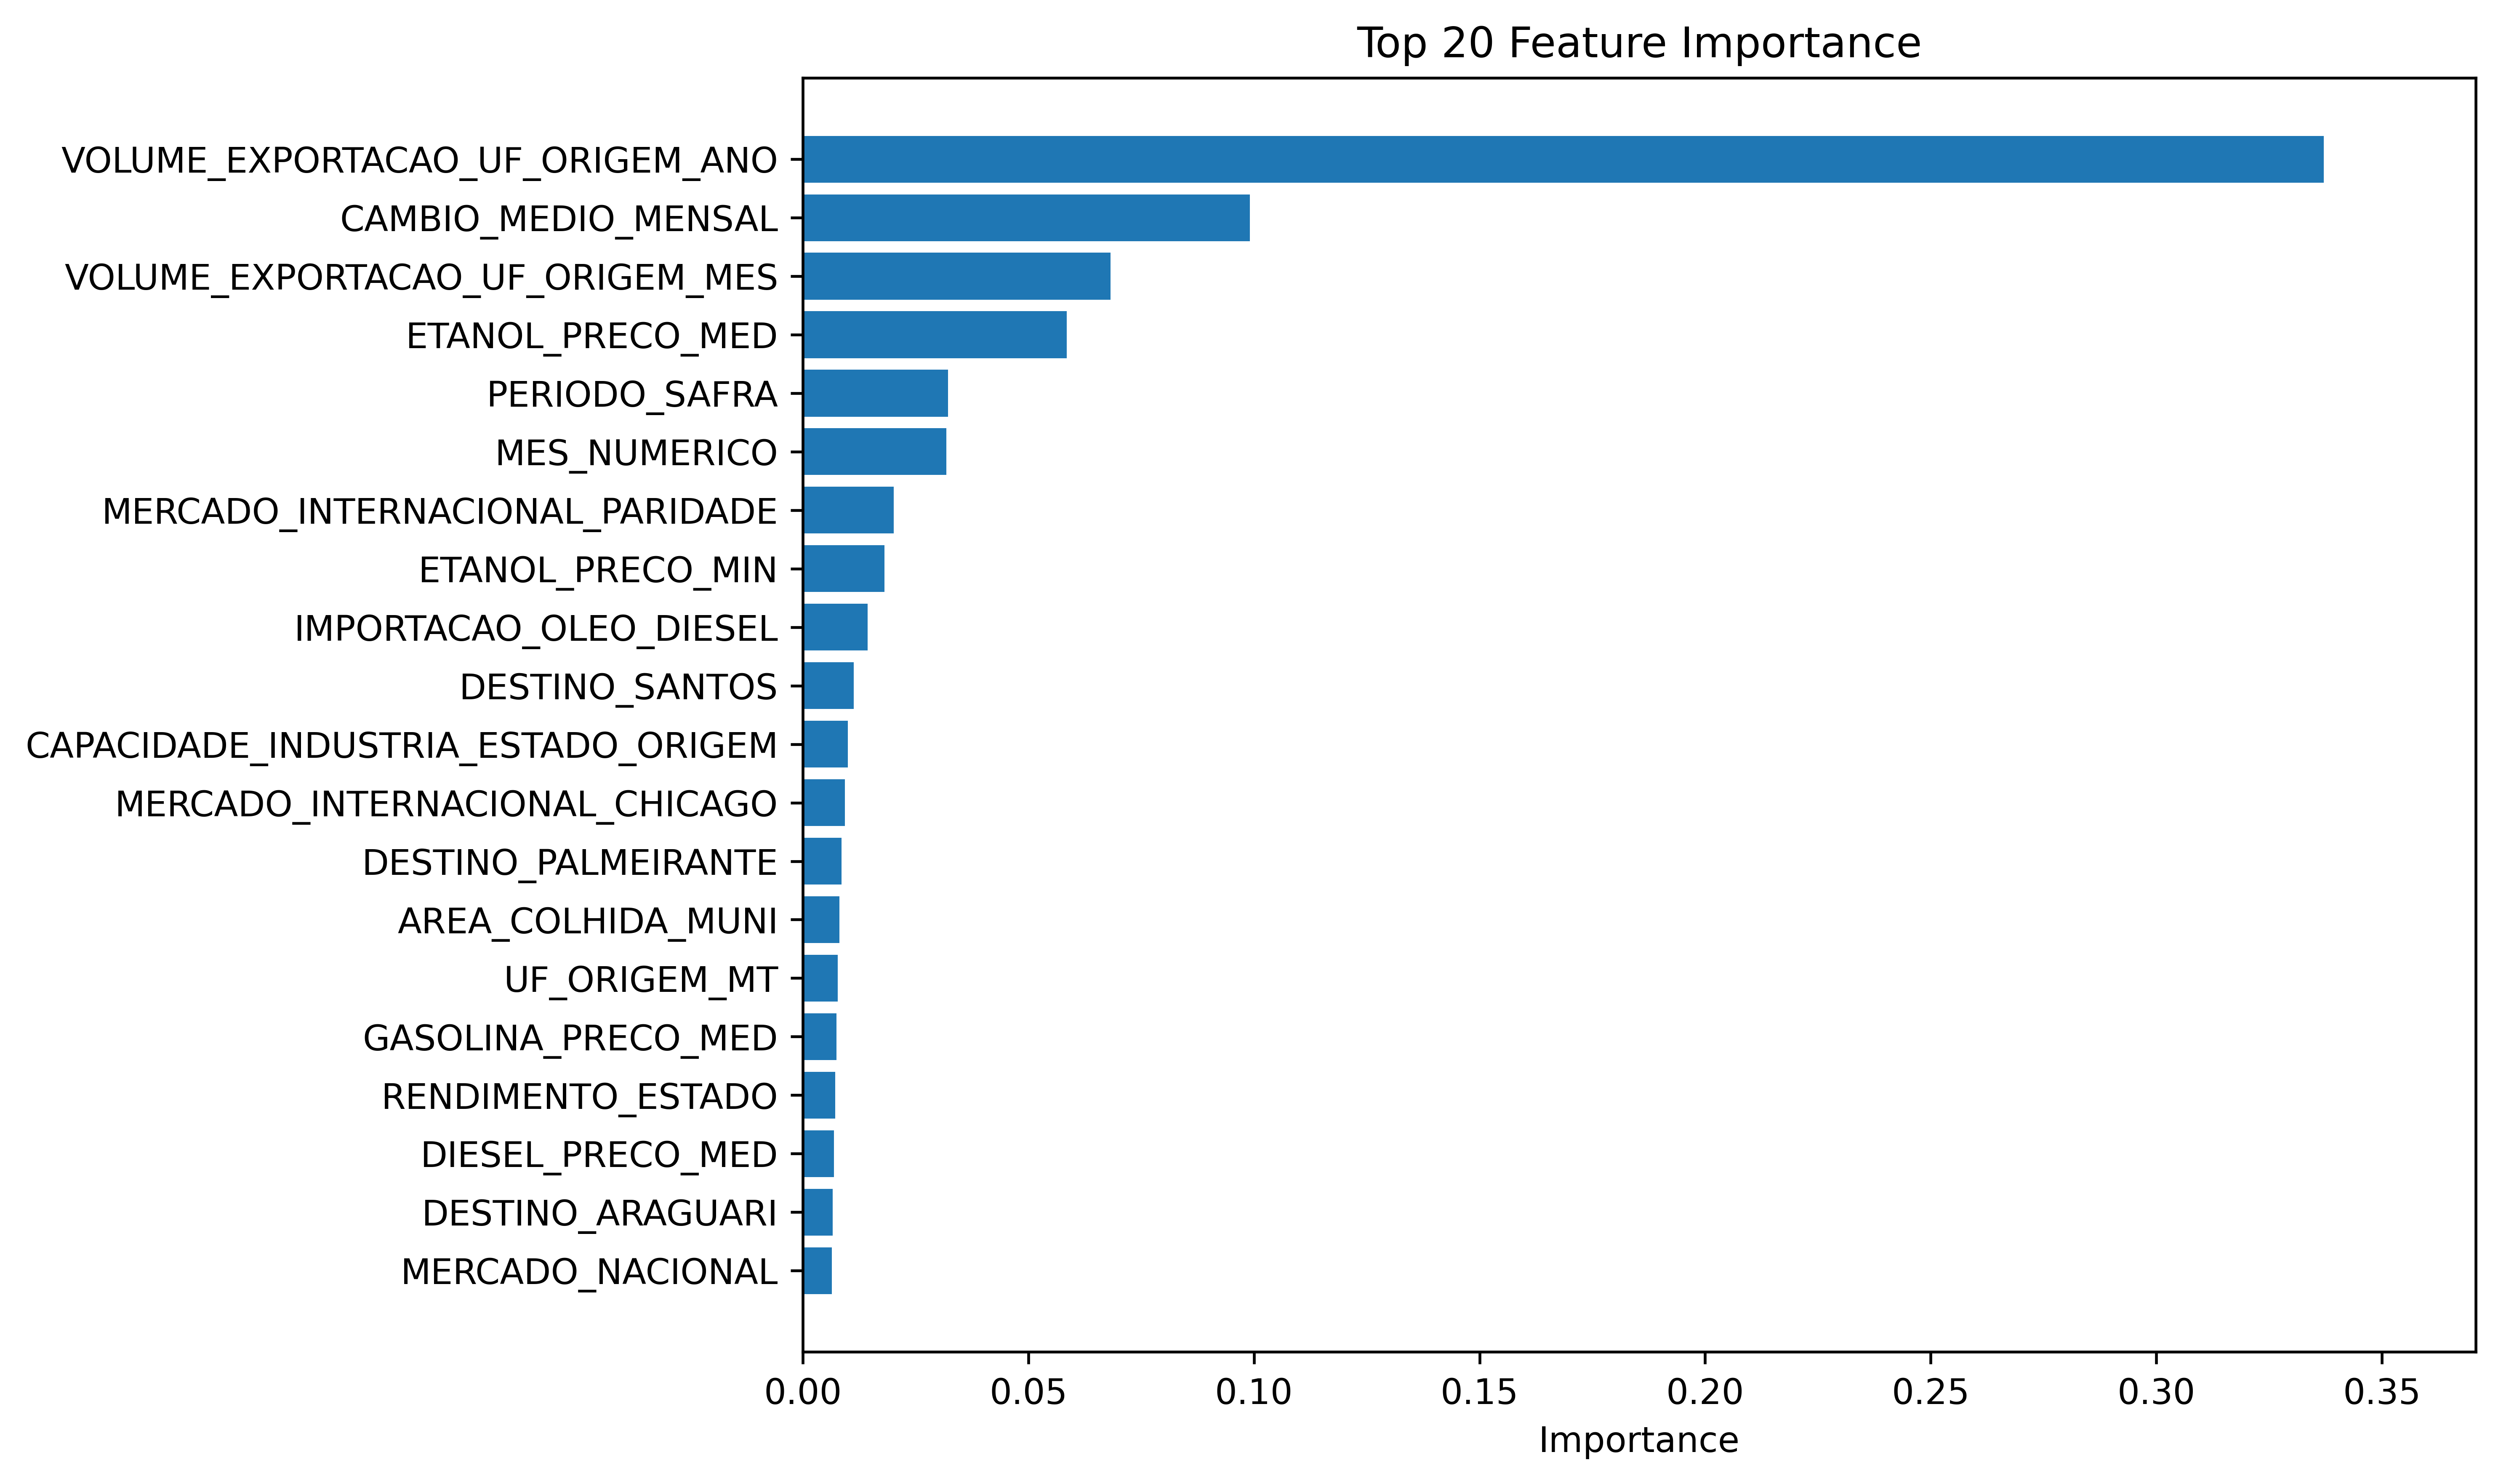 Top 20 Feature Importance
VOLUME_EXPORTACAO_UF_ORIGEM_ANO
CAMBIO_MEDIO_MENSAL
VOLUME_EXPORTACAO_UF_ORIGEM_MES
ETANOL_PRECO_MED
PERIODO_SAFRA
MES_NUMERICO
MERCADO_INTERNACIONAL_PARIDADE
ETANOL_PRECO_MIN
IMPORTACAO_OLEO_DIESEL
DESTINO_SANTOS
CAPACIDADE_INDUSTRIA_ESTADO_ORIGEM
MERCADO_INTERNACIONAL_CHICAGO
DESTINO_PALMEIRANTE
AREA_COLHIDA_MUNI
UF_ORIGEM_MT
GASOLINA_PRECO_MED
RENDIMENTO_ESTADO
DIESEL_PRECO_MED
DESTINO_ARAGUARI
MERCADO_NACIONAL
0.00 0.05 0.10 0.15 0.20 0.25 0.30 0.35
Importance